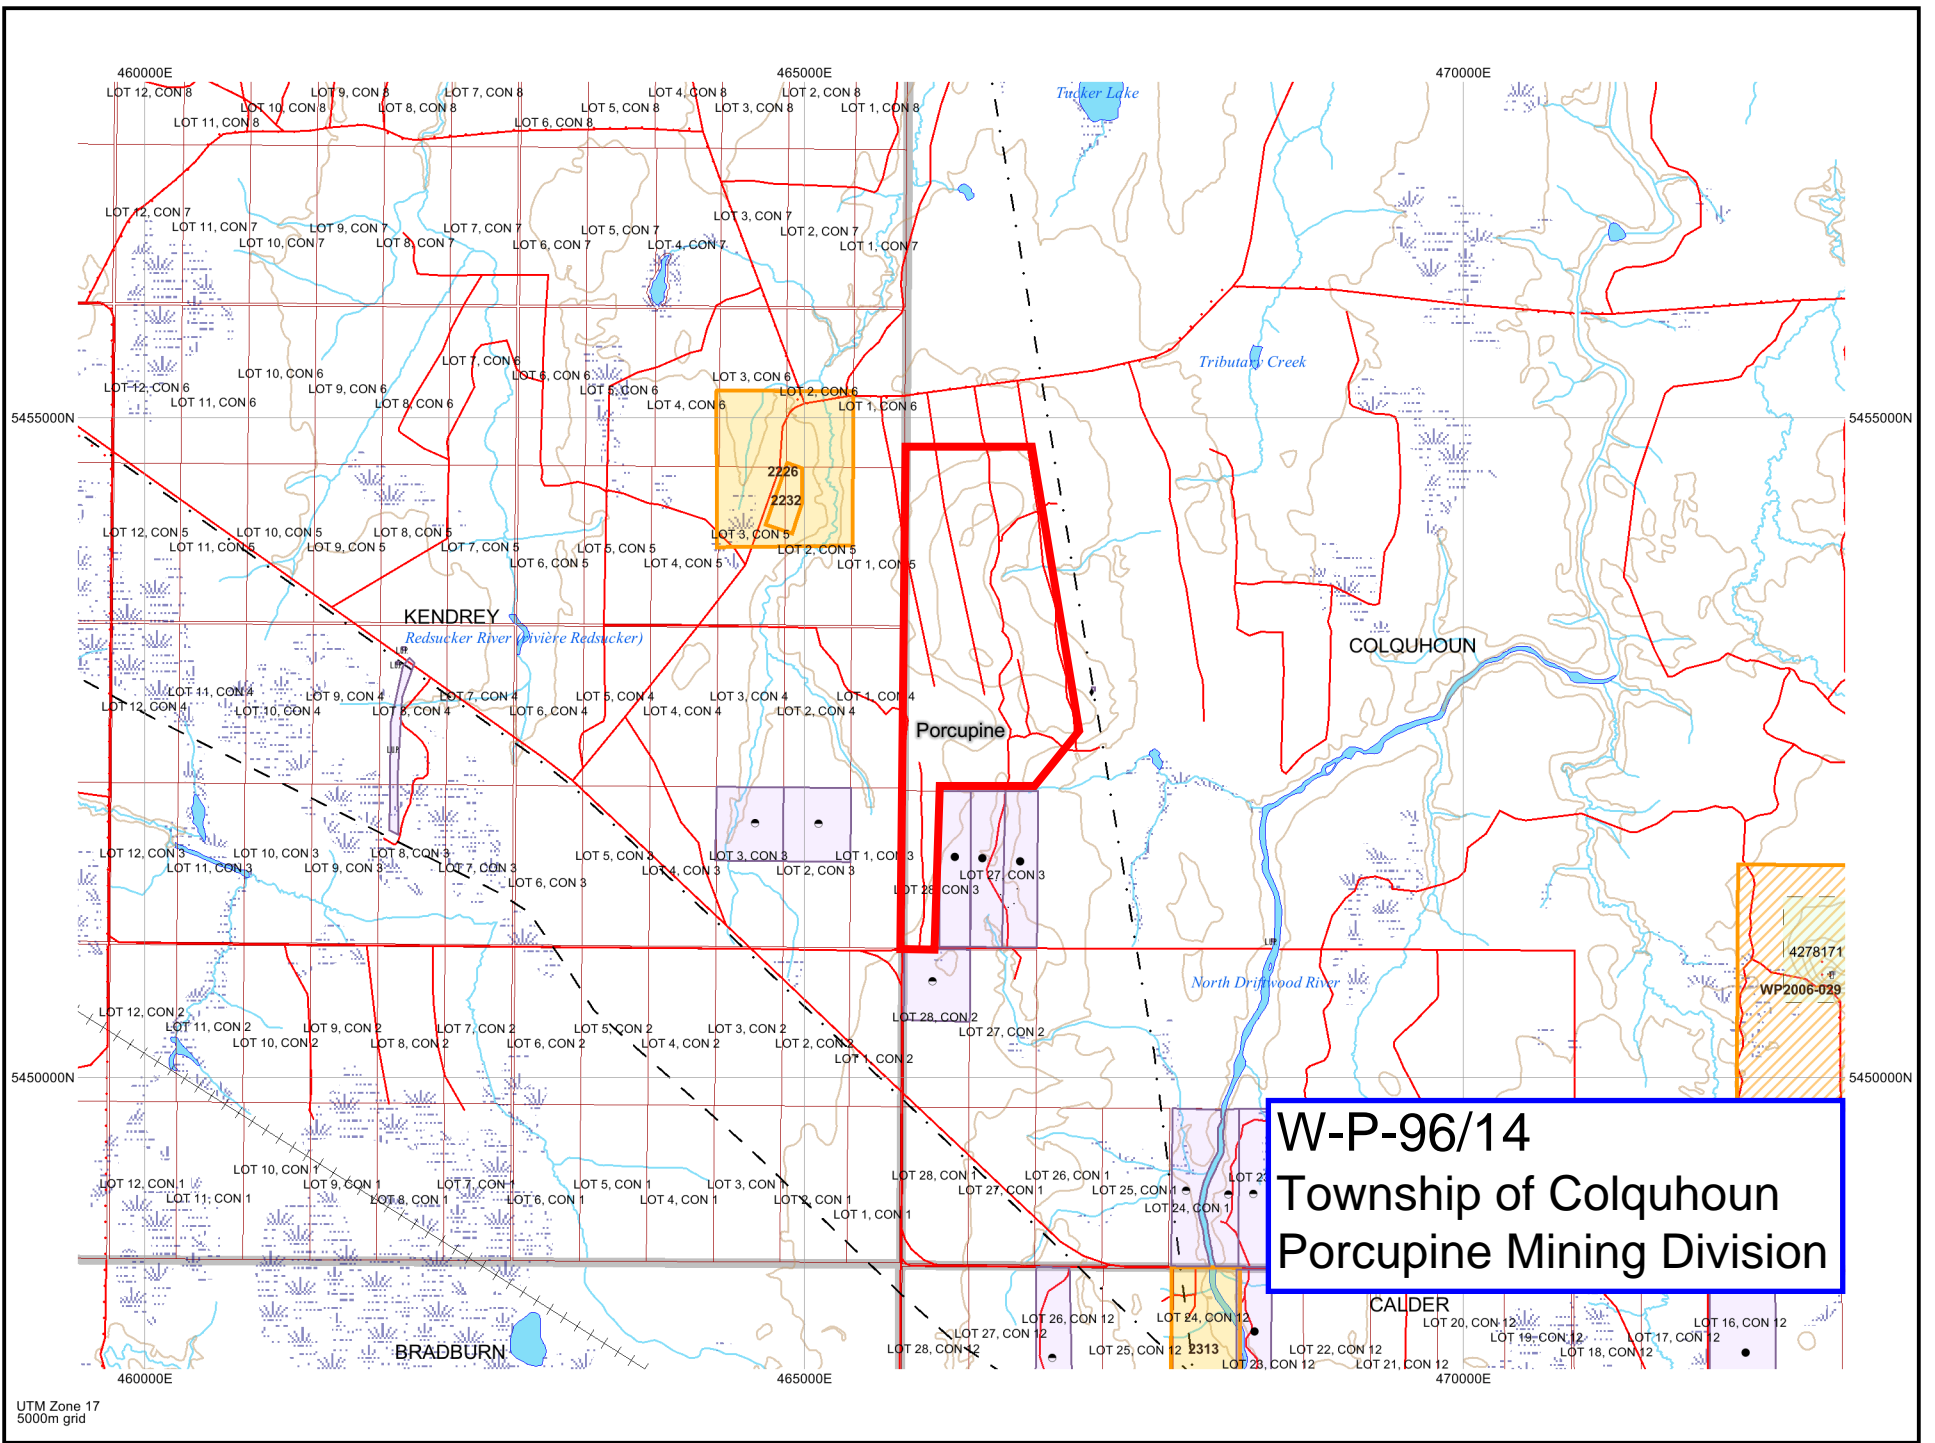 460000E 465000E 470000E
LOT 12, CON 8 LOT 9, CON 8 LOT 7, CON 8 LOT 4, CON 8 LOT 2, CON 8 Tucker Lake
LOT 10, CON 8 LOT 8, CON 8 LOT 5, CON 8 LOT 3, CON 8 LOT 1, CON 8
LOT 11, CON 8 LOT 6, CON 8
LOT 12, CON 7 LOT 3, CON 7
LOT 11, CON 7 LOT 9, CON 7 LOT 7, CON 7 LOT 5, CON 7 LOT 2, CON 7
LOT 10, CON 7 LOT 8, CON 7 LOT 6, CON 7 LOT 4, CON 7 LOT 1, CON 7
LOT 7, CON 6 Tributary Creek
LOT 10, CON 6 LOT 6, CON 6 LOT 3, CON 6
LOT 12, CON 6 LOT 9, CON 6 LOT 5, CON 6 LOT 2, CON 6
LOT 11, CON 6 LOT 8, CON 6 LOT 4, CON 6 LOT 1, CON 6
5455000N 5455000N
2226
2232
LOT 12, CON 5 LOT 10, CON 5 LOT 8, CON 5 LOT 3, CON 5
LOT 11, CON 5 LOT 9, CON 5 LOT 7, CON 5 LOT 5, CON 5 LOT 2, CON 5
LOT 6, CON 5 LOT 4, CON 5 LOT 1, CON 5
KENDREY
Redsucker River (rivière Redsucker)
COLQUHOUN
LOT 11, CON 4 LOT 9, CON 4 LOT 7, CON 4 LOT 5, CON 4 LOT 3, CON 4 LOT 1, CON 4
LOT 12, CON 4 LOT 10, CON 4 LOT 8, CON 4 LOT 6, CON 4 LOT 4, CON 4 LOT 2, CON 4
Porcupine
LOT 12, CON 3 LOT 10, CON 3 LOT 8, CON 3 LOT 5, CON 3 LOT 3, CON 3 LOT 1, CON 3
LOT 11, CON 3 LOT 9, CON 3 LOT 7, CON 3 LOT 4, CON 3 LOT 2, CON 3 LOT 27, CON 3
LOT 6, CON 3 LOT 28, CON 3
4278171
North Driftwood River WP2006-029
LOT 12, CON 2 LOT 28, CON 2
LOT 11, CON 2 LOT 9, CON 2 LOT 7, CON 2 LOT 5, CON 2 LOT 3, CON 2 LOT 27, CON 2
LOT 10, CON 2 LOT 8, CON 2 LOT 6, CON 2 LOT 4, CON 2 LOT 2, CON 2
LOT 1, CON 2
5450000N 5450000N
W-P-96/14
Township of Colquhoun
Porcupine Mining Division
LOT 10, CON 1 LOT 28, CON 1 LOT 26, CON 1 LOT 23
LOT 12, CON 1 LOT 9, CON 1 LOT 7, CON 1 LOT 5, CON 1 LOT 3, CON 1 LOT 27, CON 1 LOT 25, CON 1
LOT 11, CON 1 LOT 8, CON 1 LOT 6, CON 1 LOT 4, CON 1 LOT 2, CON 1 LOT 24, CON 1
LOT 1, CON 1
CALDER
LOT 26, CON 12 LOT 24, CON 12 LOT 20, CON 12 LOT 16, CON 12
LOT 27, CON 12 LOT 19, CON 12 LOT 17, CON 12
BRADBURN LOT 28, CON 12 LOT 25, CON 12 2313 LOT 22, CON 12 LOT 18, CON 12
LOT 23, CON 12 LOT 21, CON 12
460000E 465000E 470000E
UTM Zone 17
5000m grid